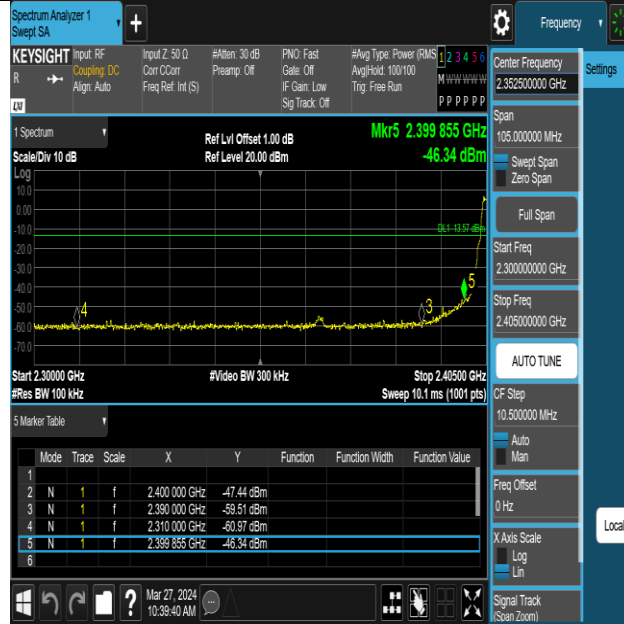 Spectrum Analyzer 1
Swept SA
+
Frequency
KEYSIGHT
R
LXI
Input: RF
Coupling: DC
Align: Auto
Input Z: 50 Ω
Corr CCorr
Freq Ref: Int (S)
#Atten: 30 dB
Preamp: Off
PNO: Fast
Gate: Off
IF Gain: Low
Sig Track: Off
#Avg Type: Power (RMS
Avg|Hold: 100/100
Trig: Free Run
1 2 3 4 5 6
M W W W W W
P P P P P P
1 Spectrum
Scale/Div 10 dB
Ref Lvl Offset 1.00 dB
Ref Level 20.00 dBm
Mkr5 2.399 855 GHz
-46.34 dBm
Log
10.0
0.00
-10.0
-20.0
-30.0
-40.0
-50.0
-60.0
-70.0
DL1 -13.57 dBm
4
3
5
Start 2.30000 GHz
#Video BW 300 kHz
Stop 2.40500 GHz
#Res BW 100 kHz
Sweep 10.1 ms (1001 pts)
5 Marker Table
Mode Trace Scale X Y Function Function Width Function Value
1
2 N 1 f 2.400 000 GHz -47.44 dBm
3 N 1 f 2.390 000 GHz -59.51 dBm
4 N 1 f 2.310 000 GHz -60.97 dBm
5 N 1 f 2.399 855 GHz -46.34 dBm
6
?
Mar 27, 2024
10:39:40 AM
Center Frequency
2.352500000 GHz
Settings
Span
105.000000 MHz
Swept Span
Zero Span
Full Span
Start Freq
2.300000000 GHz
Stop Freq
2.405000000 GHz
AUTO TUNE
CF Step
10.500000 MHz
Auto
Man
Freq Offset
0 Hz
Local
X Axis Scale
Log
Lin
Signal Track
(Span Zoom)